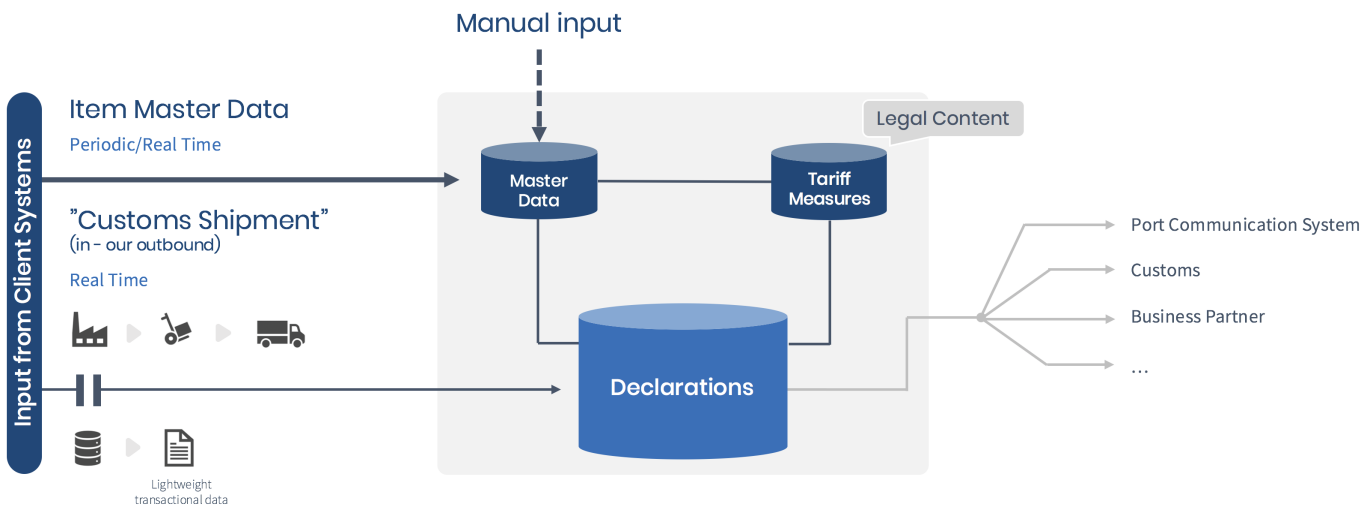 Manual input
Input from Client Systems
Item Master Data
Periodic/Real Time
Legal Content
Master
Data
Tariff
Measures
”Customs Shipment”
(in - our outbound)
Real Time
Declarations
Port Communication System
Customs
Business Partner
...
Lightweight
transactional data